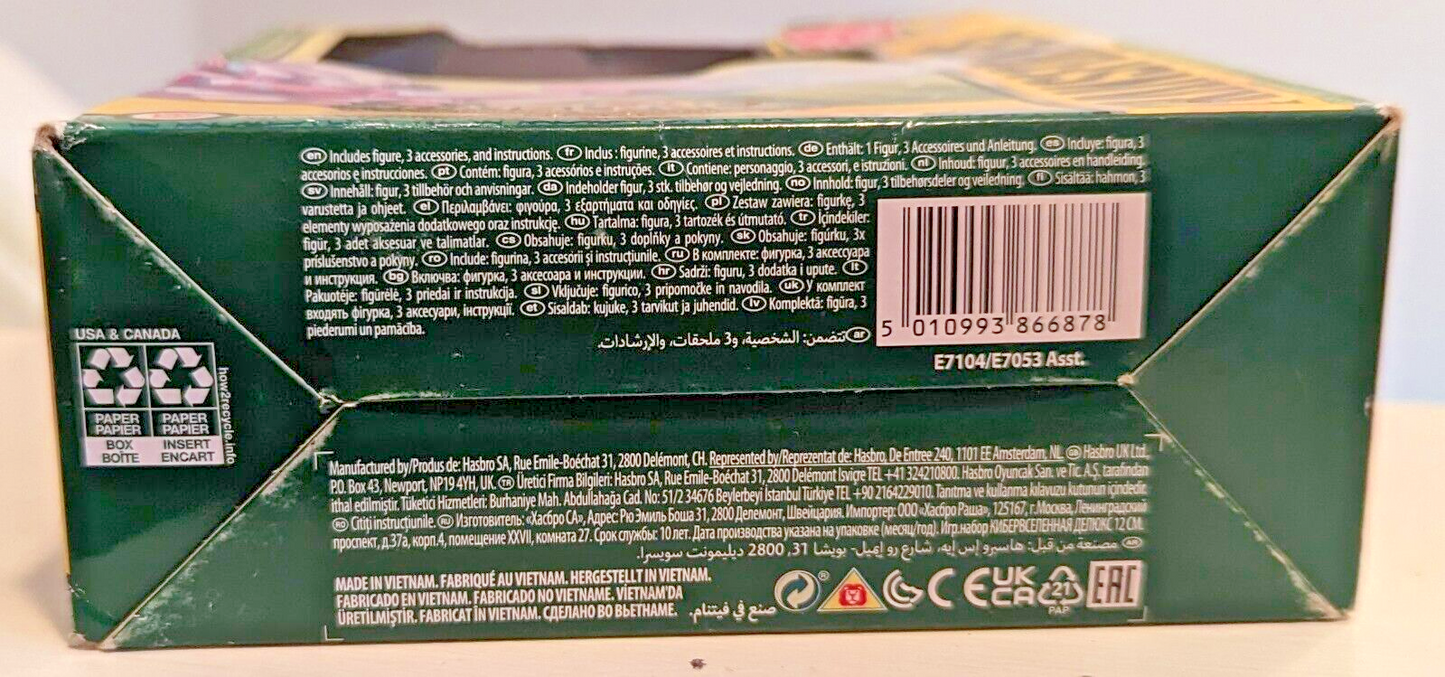 en Includes figure, 3 accessories, and instructions. fr Inclus : figurine, 3 accessoires et instructions. de Enthält: 1 Figur, 3 Accessoires und Anleitung. es Incluye: figura, 3
accesorios e instrucciones. pt Contém: figura, 3 acessórios e instruções. it Contiene: personaggio, 3 accessori, e istruzioni. nl Inhoud: figuur, 3 accessoires en handleiding.
sv Innehåll: figur, 3 tillbehör och anvisningar. da Indeholder figur, 3 stk. tilbehør og vejledning. no Innhold: figur, 3 tilbehørsdeler og veiledning. fi Sisältää: hahmon, 3
varustetta ja ohjeet. el Περιλαμβάνει: φιγούρα, 3 εξαρτήματα και οδηγίες. pl Zestaw zawiera: figurkę, 3
elementy wyposażenia dodatkowego oraz instrukcję. hu Tartalma: figura, 3 tartozék és útmutató. tr İçindekiler:
figür, 3 adet aksesuar ve talimatlar. cs Obsahuje: figurku, 3 doplňky a pokyny. sk Obsahuje: figúrku, 3x
príslušenstvo a pokyny. ro Include: figurina, 3 accesorii și instrucțiunile. ru В комплекте: фигурка, 3 аксессуара
и инструкция. bg Включва: фигурка, 3 аксесоара и инструкции. hr Sadrži: figuru, 3 dodatka i upute. lt
Pakuotėje: figūrėlė, 3 priedai ir instrukcija. sl Vključuje: figurico, 3 pripomočke in navodila. uk У комплект
входять фігурка, 3 аксесуари, інструкції. et Sisaldab: kujuke, 3 tarvikut ja juhendid. lv Komplektā: figūra, 3
piederumi un pamācība.
ar تتضمن: الشخصية، و3 ملحقات، والإرشادات.
5 010993 866878
E7104/E7053 Asst.
USA & CANADA
PAPER PAPER
PAPIER PAPIER
BOX INSERT
BOÎTE ENCART
how2recycle.info
Manufactured by/Produs de: Hasbro SA, Rue Emile-Boéchat 31, 2800 Delémont, CH. Represented by/Reprezentat de: Hasbro, De Entree 240, 1101 EE Amsterdam, NL. GB Hasbro UK Ltd.,
P.O. Box 43, Newport, NP19 4YH, UK. TR Üretici Firma Bilgileri: Hasbro SA, Rue Emile-Boéchat 31, 2800 Delémont İsviçre TEL +41 324210800. Hasbro Oyuncak San. ve Tic. A.Ş. tarafından
ithal edilmiştir. Tüketici Hizmetleri: Burhaniye Mah. Abdullahağa Cad. No: 51/2 34676 Beylerbeyi İstanbul Türkiye TEL +90 2164229010. Tanıtma ve kullanma kılavuzu kutunun içindedir.
RO Citiți instrucțiunile. RU Изготовитель: «Хасбро СА», Адрес: Рю Эмиль Боша 31, 2800 Делемонт, Швейцария. Импортер: ООО «Хасбро Раша», 125167, г. Москва, Ленинградский
проспект, д.37а, корп.4, помещение XXVII, комната 27. Срок службы: 10 лет. Дата производства указана на упаковке (месяц/год). Игр.набор КИБЕРВСЕЛЕННАЯ ДЕЛЮКС 12 СМ.
AR مصنعة من قبل: هاسبرو إس إيه، شارع رو إيميل- بويشا 31، 2800 ديليمونت سويسرا.
MADE IN VIETNAM. FABRIQUÉ AU VIETNAM. HERGESTELLT IN VIETNAM.
FABRICADO EN VIETNAM. FABRICADO NO VIETNAME. VİETNAM'DA
ÜRETİLMİŞTİR. FABRICAT ÎN VIETNAM. СДЕЛАНО ВО ВЬЕТНАМЕ. صنع في فيتنام.
CE UK CA 21 PAP EAC